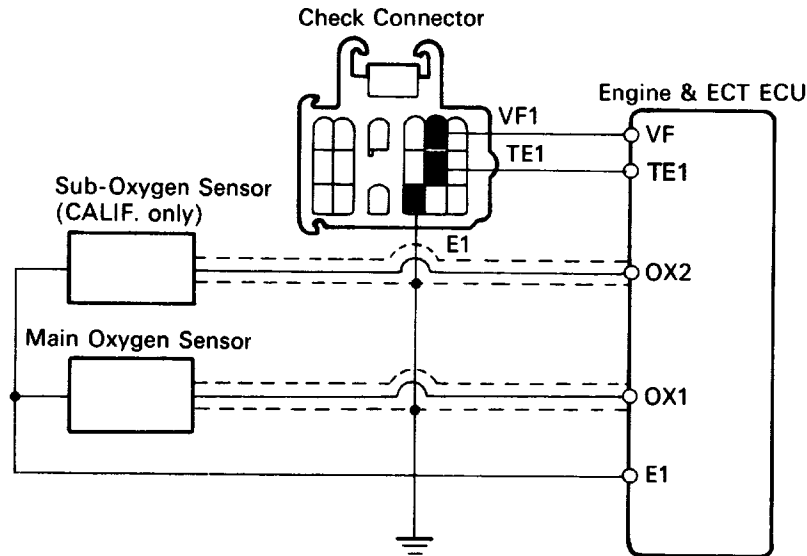 Check Connector
Engine & ECT ECU
VF1
VF
TE1
TE1
Sub-Oxygen Sensor
(CALIF. only)
E1
OX2
Main Oxygen Sensor
OX1
E1